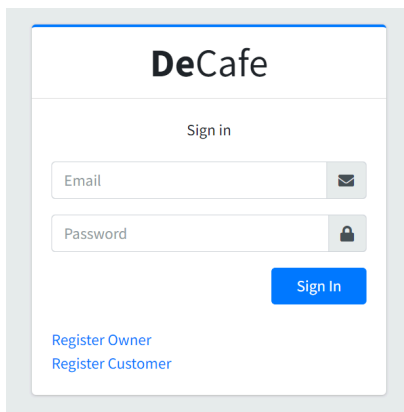 DeCafe
Sign in
Email
Password
Sign In
Register Owner
Register Customer